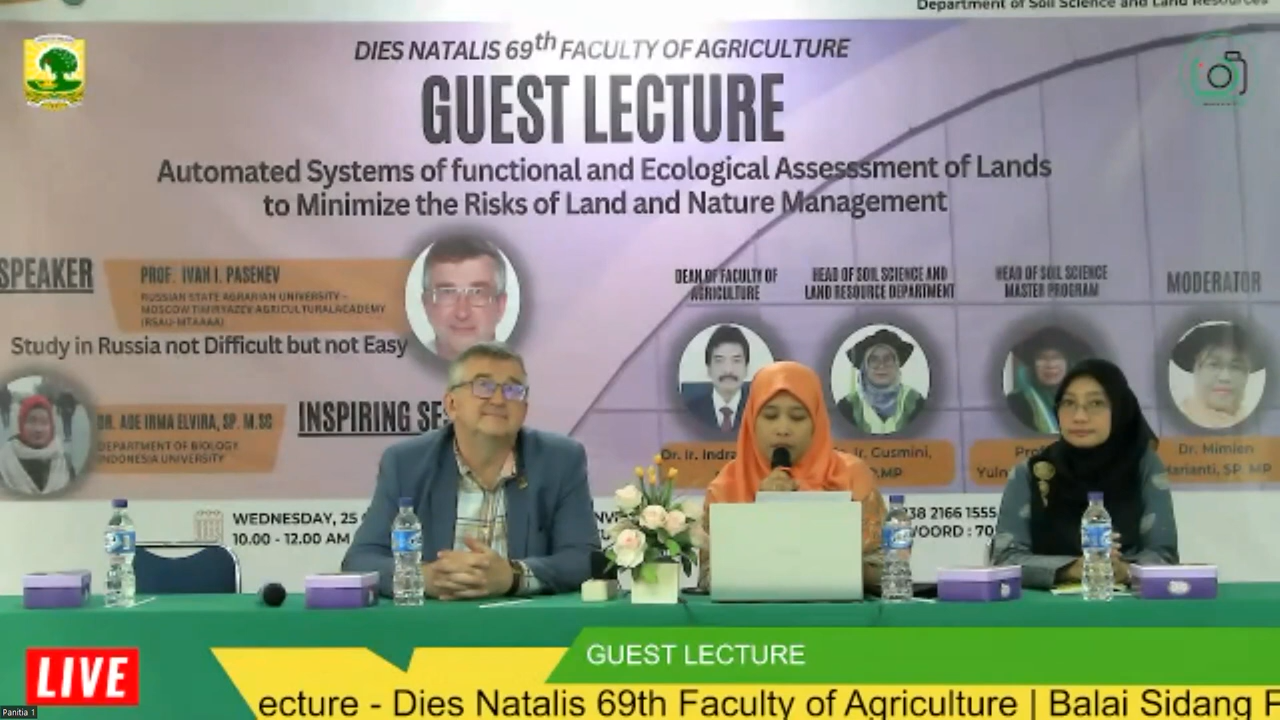 Department of Soil Science and Land Resources
DIES NATALIS 69th FACULTY OF AGRICULTURE
GUEST LECTURE
Automated Systems of functional and Ecological Assesssment of Lands
to Minimize the Risks of Land and Nature Management
SPEAKER
PROF. IVAN I. PASENEV
RUSSIAN STATE AGRARIAN UNIVERSITY –
MOSCOW TIMIRYAZEV AGRICULTURALACADEMY
(RSAU-MTAAAA)
Study in Russia not Difficult but not Easy
DR. ADE IRMA ELVIRA, SP. M.SC
DEPARTMENT OF BIOLOGY
INDONESIA UNIVERSITY
INSPIRING SE
DEAN OF FACULTY OF
AGRICULTURE
HEAD OF SOIL SCIENCE AND
LAND RESOURCE DEPARTMENT
HEAD OF SOIL SCIENCE
MASTER PROGRAM
MODERATOR
Dr. Ir. Indra
Ir. Gusmini,
P.MP
Prof
Yuln
Dr. Mimien
Harianti, SP. MP
WEDNESDAY, 25
10.00 - 12.00 AM
838 2166 1555
WOORD : 70
LIVE
GUEST LECTURE
ecture - Dies Natalis 69th Faculty of Agriculture | Balai Sidang
Panitia 1